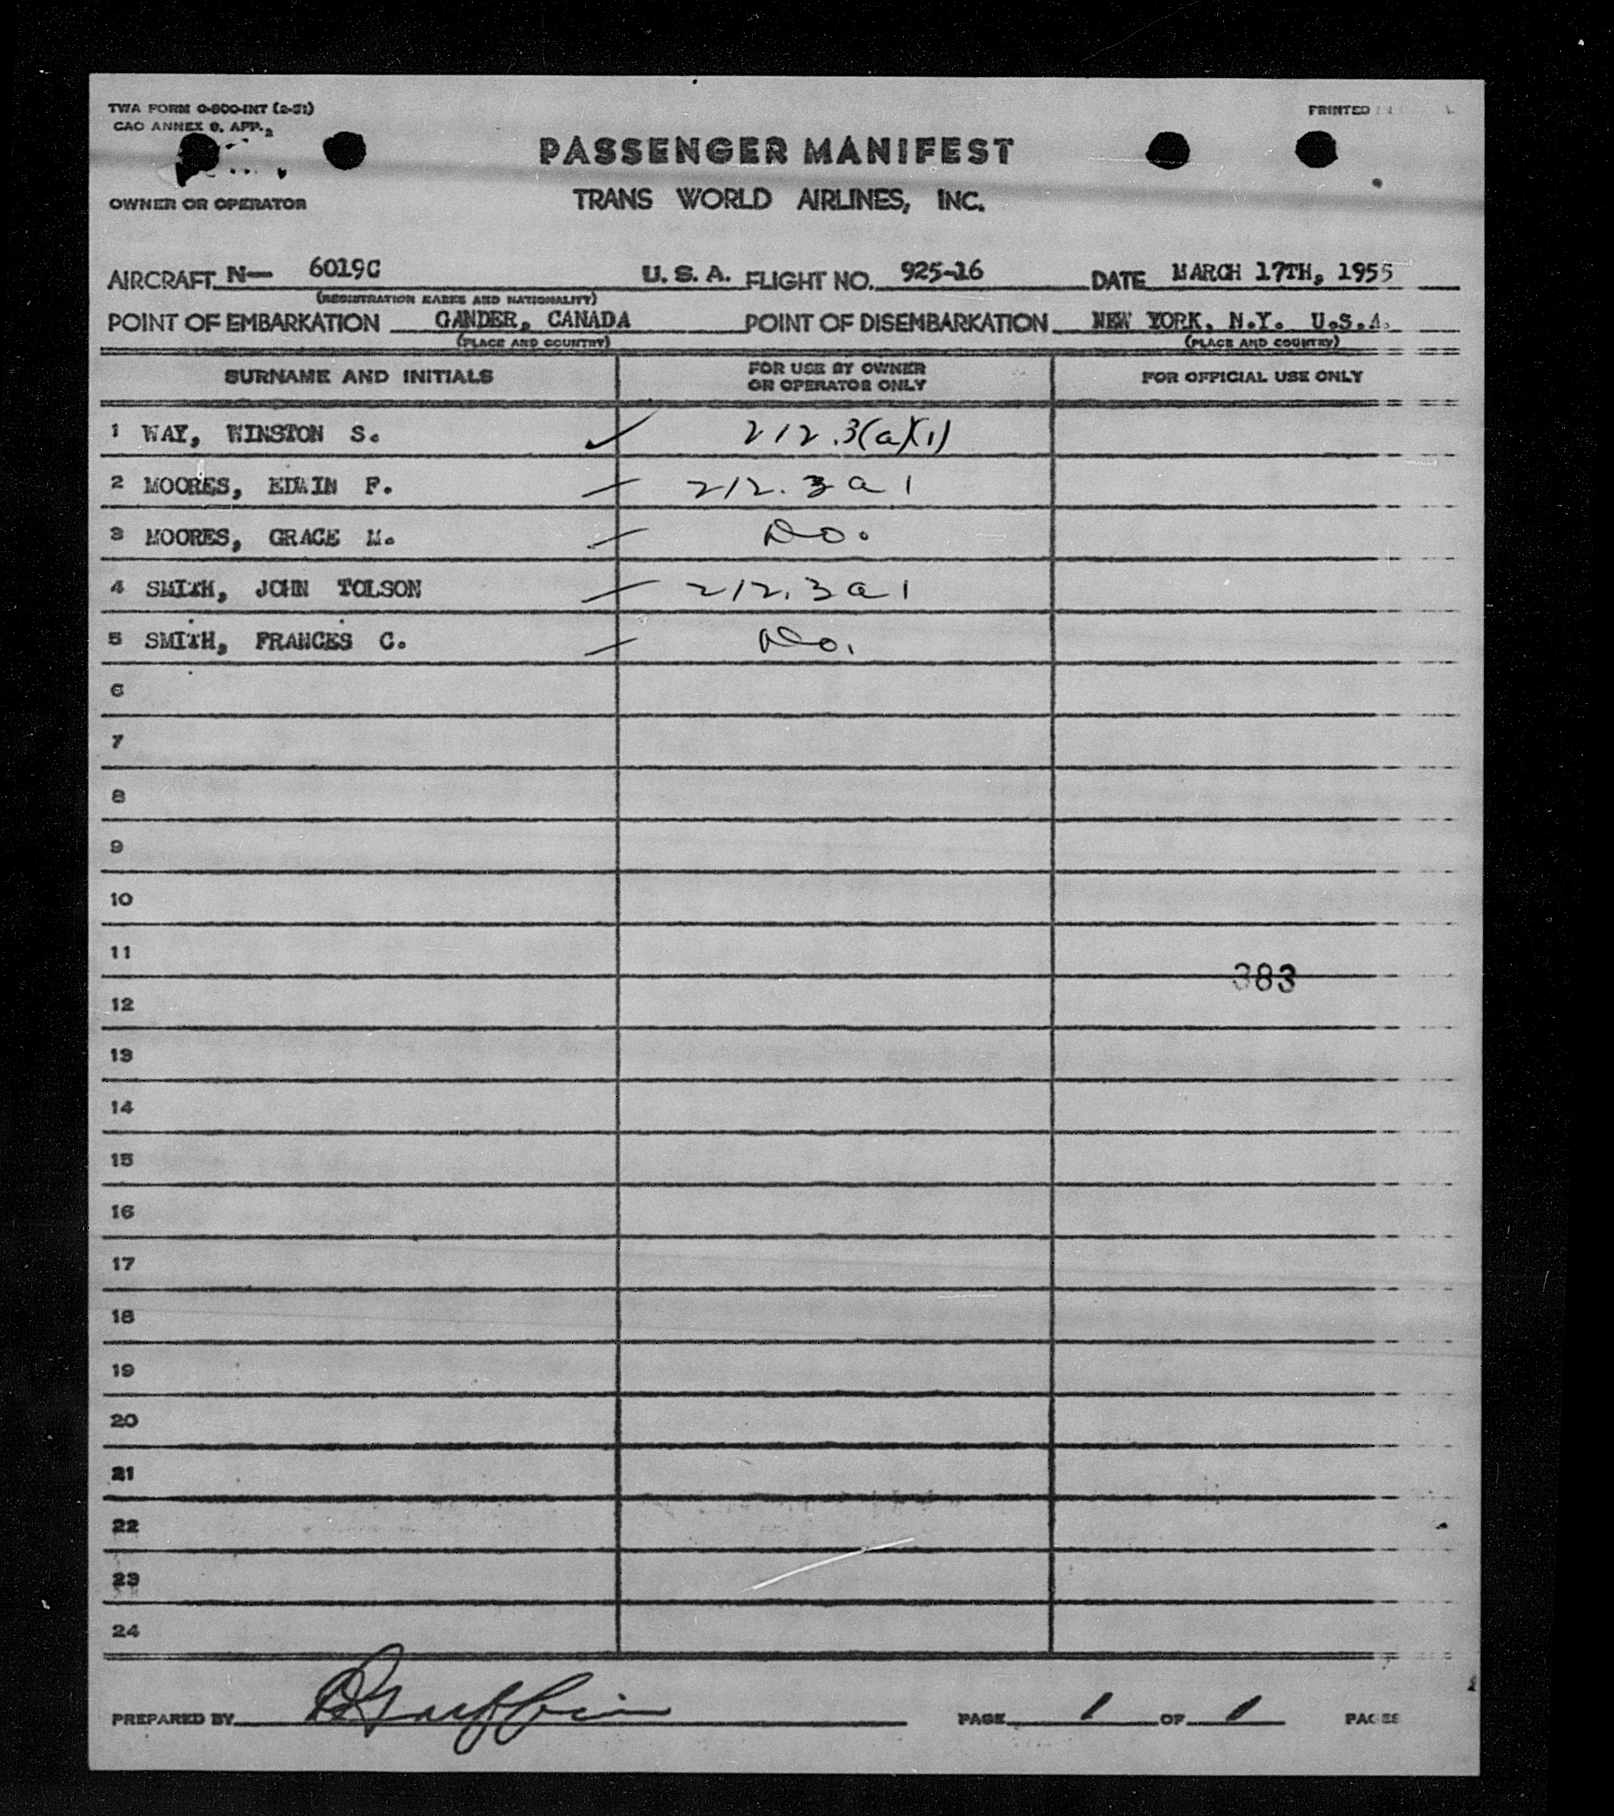 TWA FORM O-800-INT (2-51)
CAO ANNEX 9, APP. 2
PRINTED
PASSENGER MANIFEST
OWNER OR OPERATOR
TRANS WORLD AIRLINES, INC.
AIRCRAFT N— 6019C U. S. A. FLIGHT NO. 925-16 DATE MARCH 17TH, 1955
(REGISTRATION MARKS AND NATIONALITY)
POINT OF EMBARKATION GANDER, CANADA POINT OF DISEMBARKATION NEW YORK, N.Y. U.S.A.
(PLACE AND COUNTRY) (PLACE AND COUNTRY)
SURNAME AND INITIALS FOR USE BY OWNER OR OPERATOR ONLY FOR OFFICIAL USE ONLY
1 WAY, WINSTON S. ✓ 212.3(a)(1)
2 MOORES, EDWIN F. — 212.3 a 1
3 MOORES, GRACE M. — Do.
4 SMITH, JOHN TOLSON — 212.3 a 1
5 SMITH, FRANCES C. — Do.
6
7
8
9
10
11
383
12
13
14
15
16
17
18
19
20
21
22
23
24
PREPARED BY PAGE 1 OF 1 PAGES